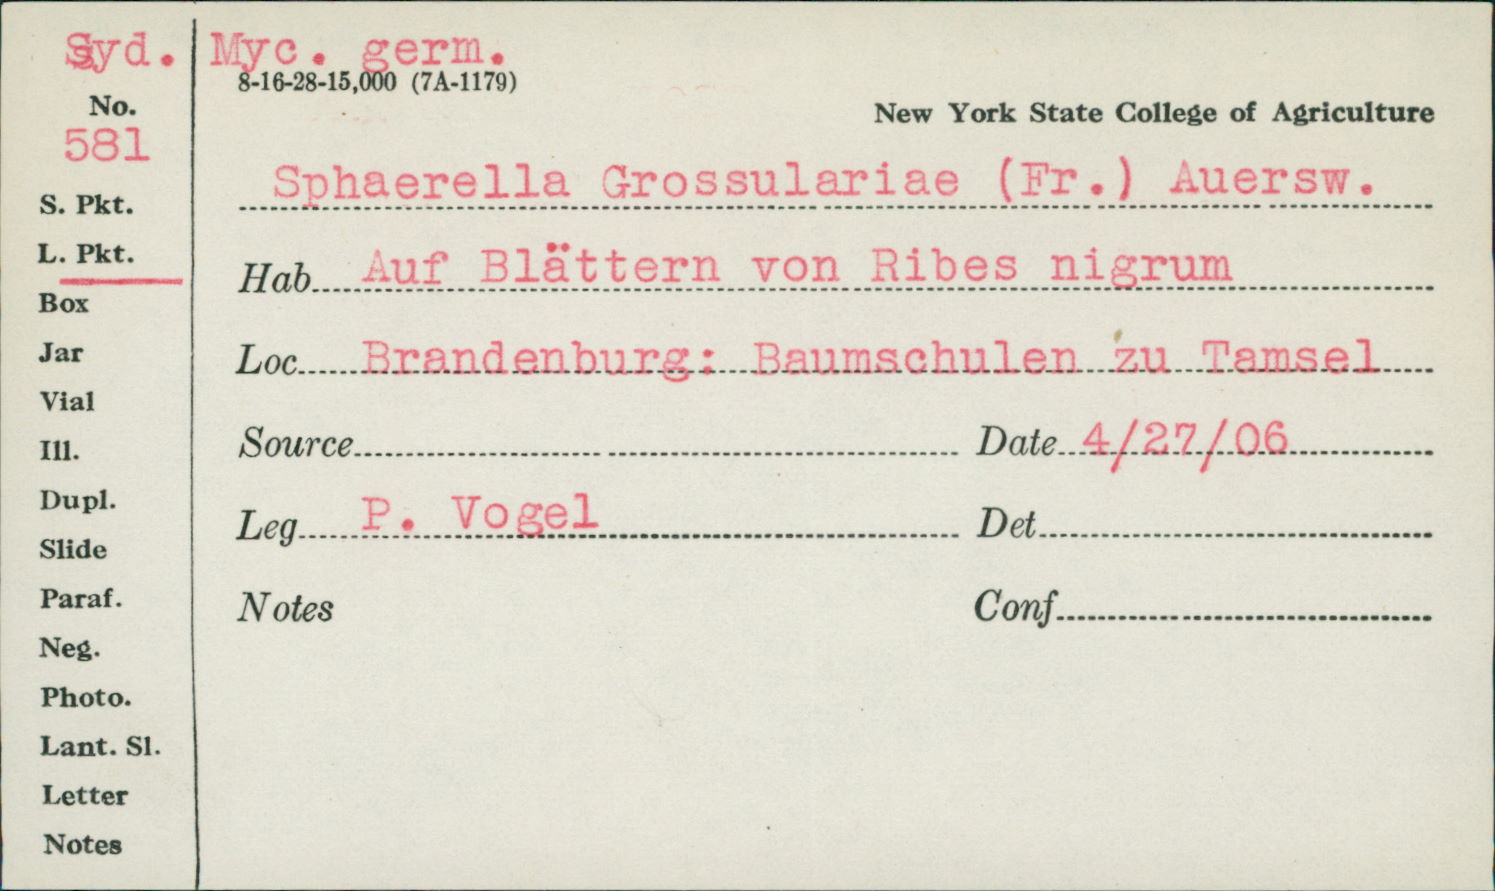 Syd. Myc. germ.
8-16-28-15,000 (7A-1179)
No.
581
New York State College of Agriculture
Sphaerella Grossulariae (Fr.) Auersw.
S. Pkt.
L. Pkt.
Hab Auf Blättern von Ribes nigrum
Box
Jar
Loc Brandenburg: Baumschulen zu Tamsel
Vial
Ill.
Source Date 4/27/06
Dupl.
Slide
Leg P. Vogel Det
Paraf.
Notes Conf
Neg.
Photo.
Lant. Sl.
Letter
Notes